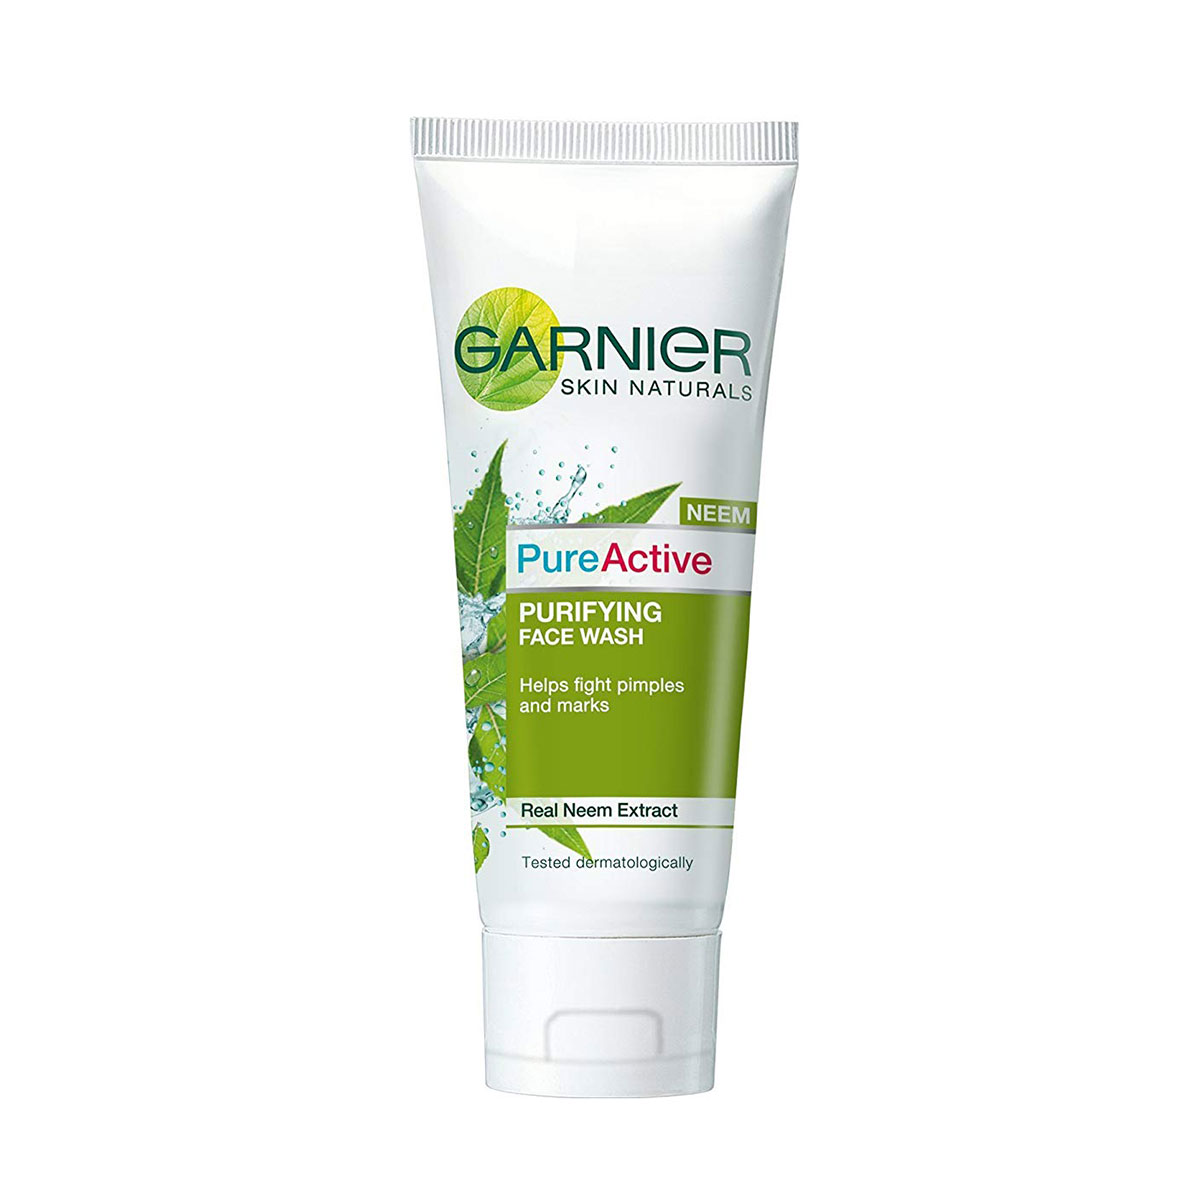 GARNIER
SKIN NATURALS
NEEM
PureActive
PURIFYING
FACE WASH
Helps fight pimples
and marks
Real Neem Extract
Tested dermatologically